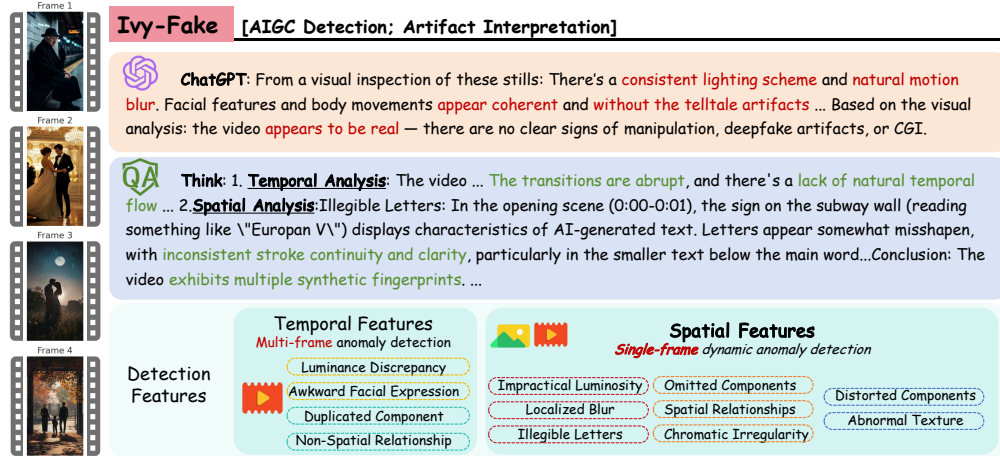 Frame 1
Frame 2
Frame 3
Frame 4
Ivy-Fake [AIGC Detection; Artifact Interpretation]
ChatGPT: From a visual inspection of these stills: There's a consistent lighting scheme and natural motion
blur. Facial features and body movements appear coherent and without the telltale artifacts ... Based on the visual
analysis: the video appears to be real — there are no clear signs of manipulation, deepfake artifacts, or CGI.
QA
Think: 1. Temporal Analysis: The video ... The transitions are abrupt, and there's a lack of natural temporal
flow ... 2.Spatial Analysis:Illegible Letters: In the opening scene (0:00-0:01), the sign on the subway wall (reading
something like \"Europan V\") displays characteristics of AI-generated text. Letters appear somewhat misshapen,
with inconsistent stroke continuity and clarity, particularly in the smaller text below the main word...Conclusion: The
video exhibits multiple synthetic fingerprints. ...
Detection
Features
Temporal Features
Multi-frame anomaly detection
Luminance Discrepancy
Awkward Facial Expression
Duplicated Component
Non-Spatial Relationship
Spatial Features
Single-frame dynamic anomaly detection
Impractical Luminosity
Localized Blur
Illegible Letters
Omitted Components
Spatial Relationships
Chromatic Irregularity
Distorted Components
Abnormal Texture